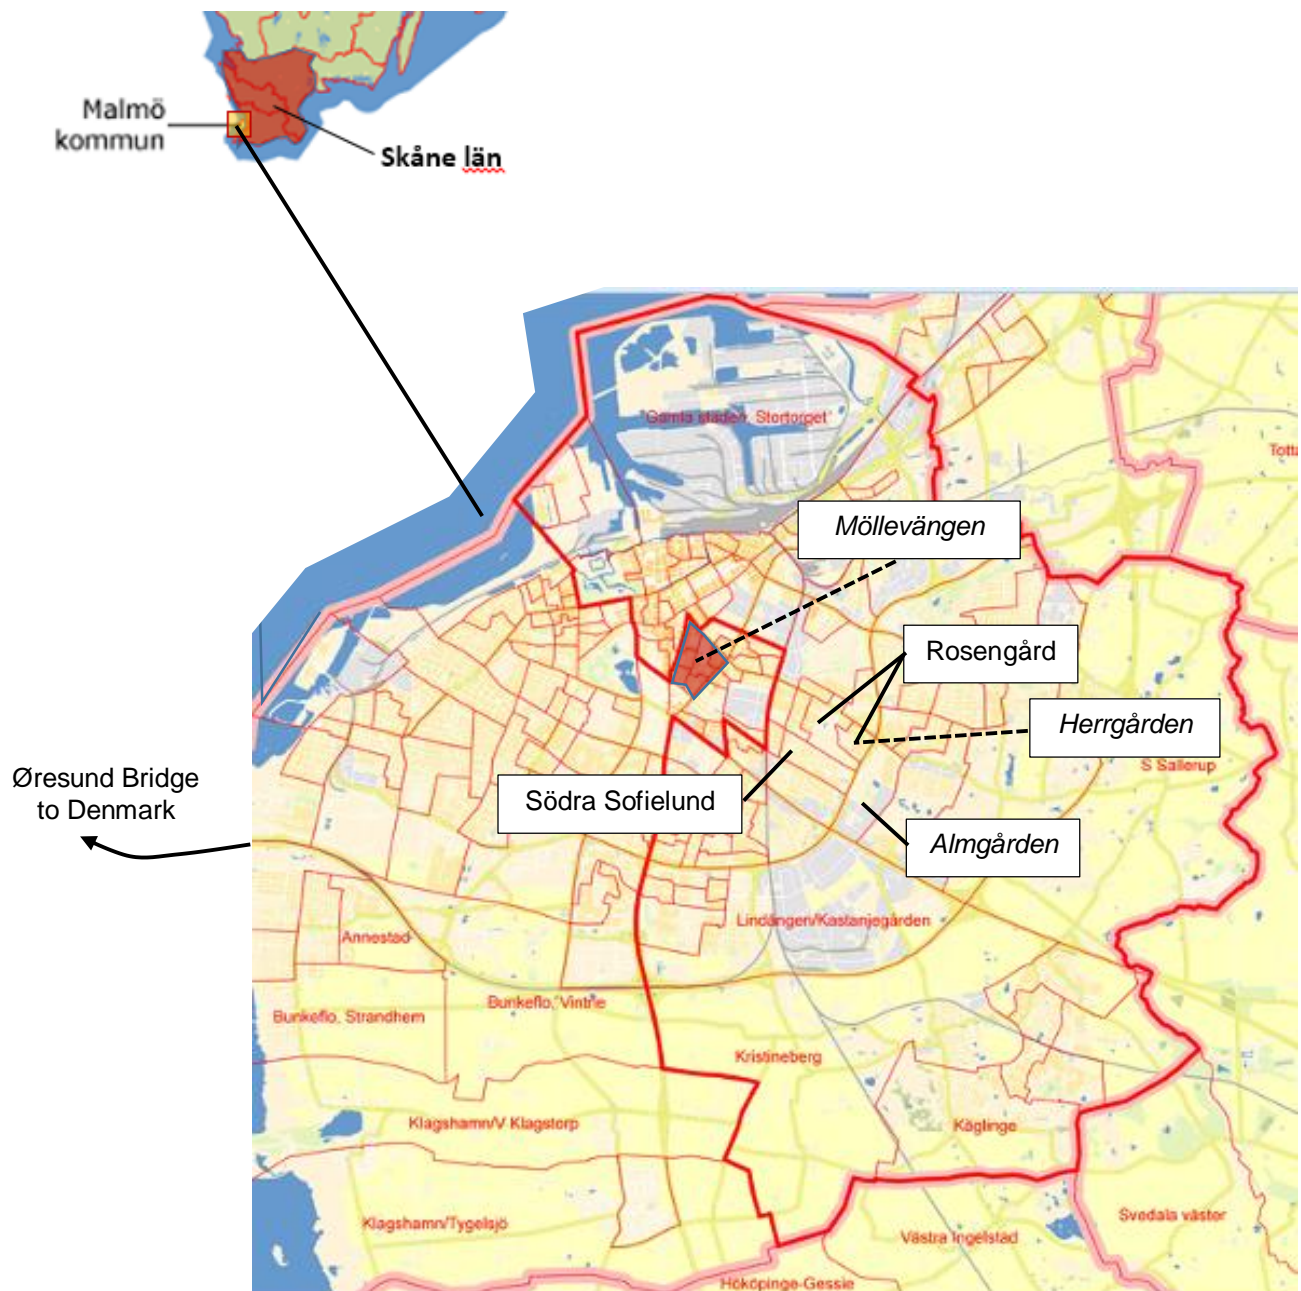 Malmö
kommun
Skåne län
"Gamla staden, Stortorget"
Möllevängen
Rosengård
Herrgården
S Sallerup
Øresund Bridge
to Denmark
Södra Sofielund
Almgården
Lindängen/Kastanjegården
Annestad
Bunkeflo, Vintrie
Bunkeflo, Strandhem
Kristineberg
Klagshamn/V Klagstorp
Käglinge
Klagshamn/Tygelsjö
Svedala väster
Västra Ingelstad
Hököpinge-Gessie